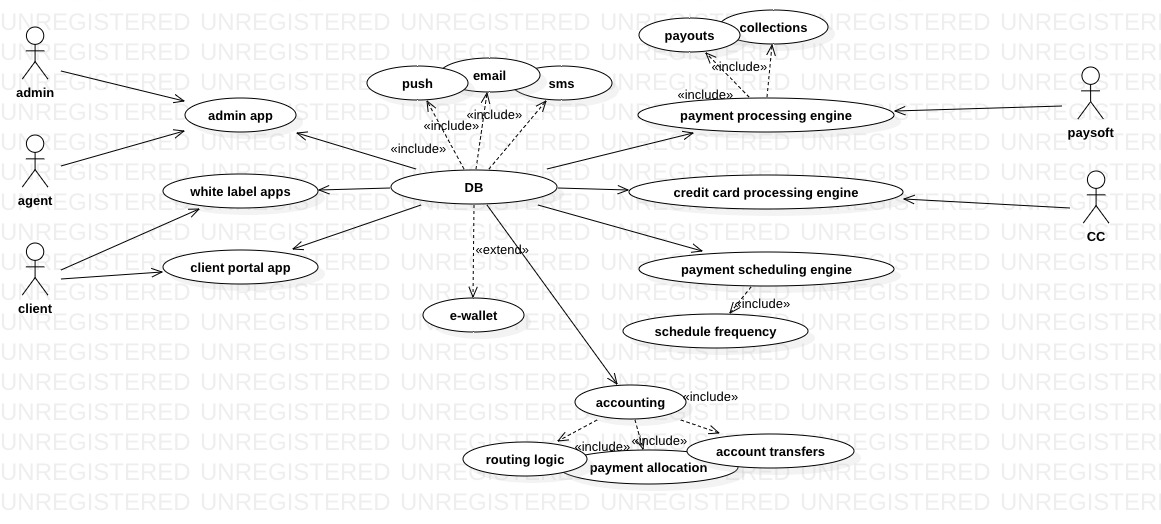 payouts
collections
admin
push
email
sms
«include»
«include»
paysoft
admin app
«include»
«include»
payment processing engine
agent
«include»
white label apps
DB
credit card processing engine
CC
client
client portal app
«extend»
payment scheduling engine
e-wallet
«include»
schedule frequency
accounting
«include»
routing logic
«include»
«include»
payment allocation
account transfers
UNREGISTERED UNREGISTERED UNREGISTERED UNREGISTERED UNREGISTERED UNREGISTERED